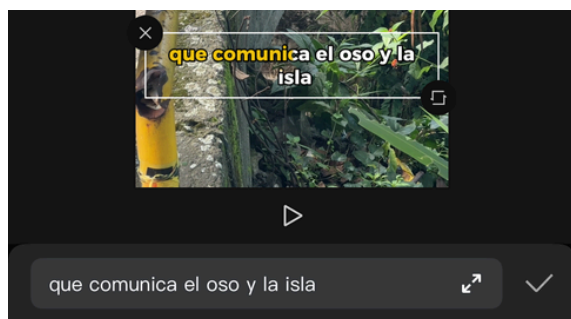 que comunica el oso y la
isla
que comunica el oso y la isla